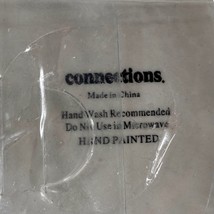 connections.
Made in China
Hand Wash Recommended
Do Not Use in Microwave
HAND PAINTED